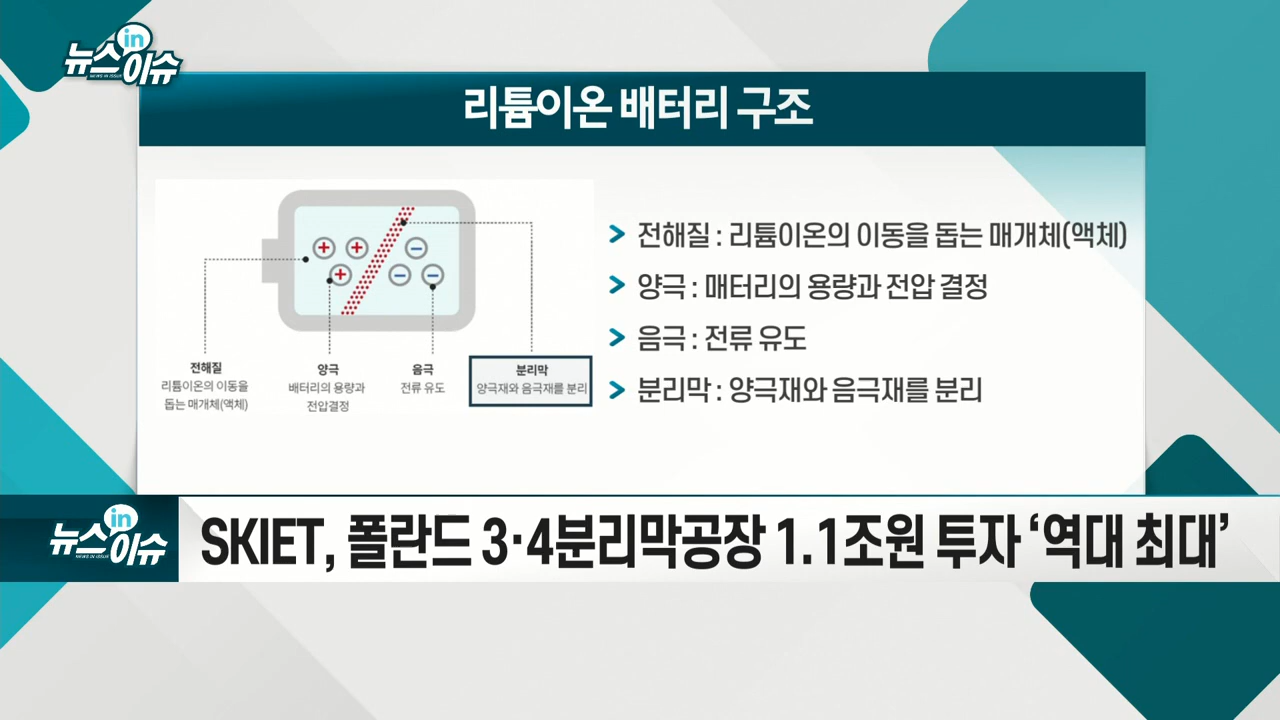 뉴스in이슈
NEWS IN ISSUE
리튬이온 배터리 구조
전해질
리튬이온의 이동을
돕는 매개체(액체)
양극
배터리의 용량과
전압결정
음극
전류 유도
분리막
양극재와 음극재를 분리
전해질 : 리튬이온의 이동을 돕는 매개체(액체)
양극 : 매터리의 용량과 전압 결정
음극 : 전류 유도
분리막 : 양극재와 음극재를 분리
뉴스in이슈
NEWS IN ISSUE
SKIET, 폴란드 3·4분리막공장 1.1조원 투자 ‘역대 최대’